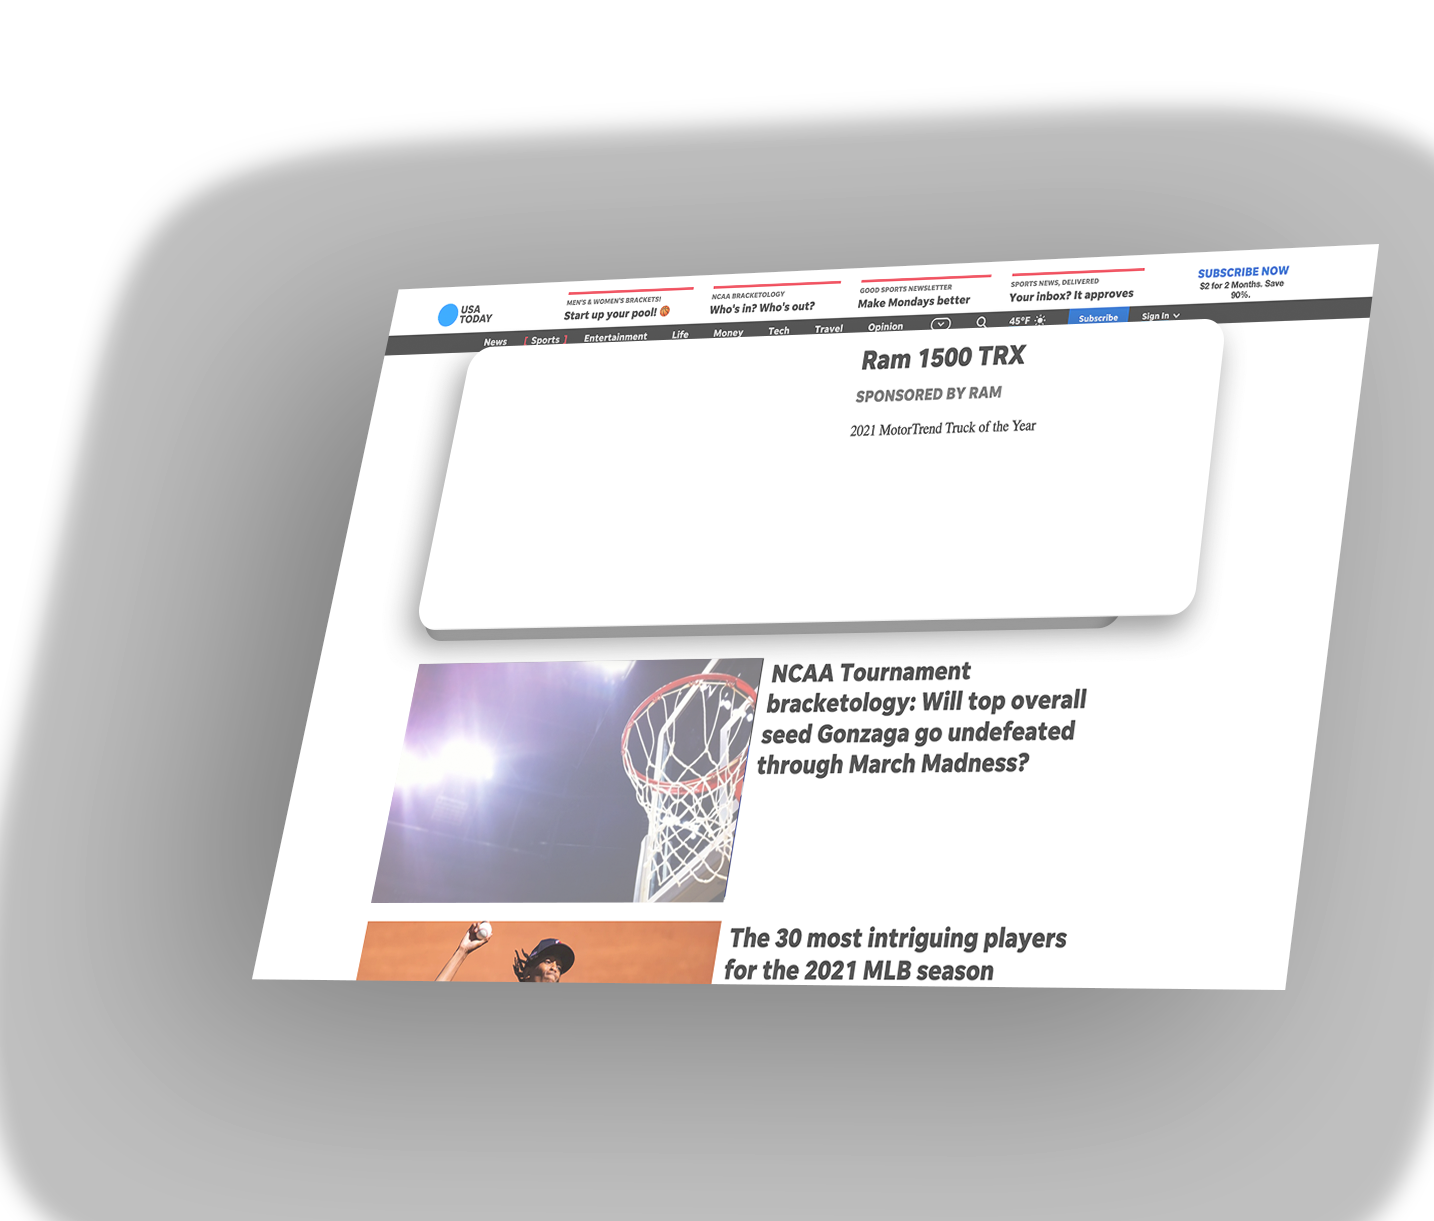 USA
TODAY
MEN'S & WOMEN'S BRACKETS!
Start up your pool!
NCAA BRACKETOLOGY
Who's in? Who's out?
GOOD SPORTS NEWSLETTER
Make Mondays better
SPORTS NEWS, DELIVERED
Your inbox? It approves
SUBSCRIBE NOW
$2 for 2 Months. Save
90%.
News [ Sports ] Entertainment Life Money Tech Travel Opinion 45°F Subscribe Sign In
Ram 1500 TRX
SPONSORED BY RAM
2021 MotorTrend Truck of the Year
NCAA Tournament
bracketology: Will top overall
seed Gonzaga go undefeated
through March Madness?
The 30 most intriguing players
for the 2021 MLB season